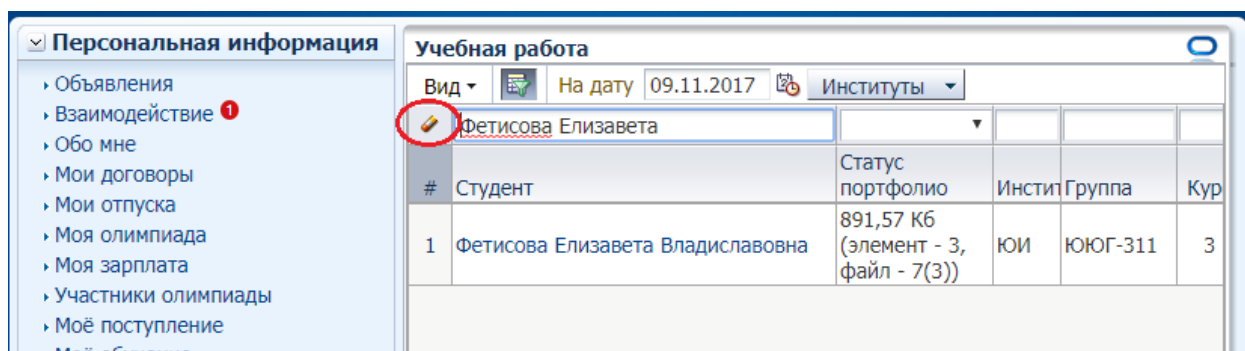 Персональная информация
Объявления
Взаимодействие 1
Обо мне
Мои договоры
Мои отпуска
Моя олимпиада
Моя зарплата
Участники олимпиады
Моё поступление
Учебная работа
Вид На дату 09.11.2017 Институты
Фетисова Елизавета
# Студент Статус портфолио Инстит Группа Кур
1 Фетисова Елизавета Владиславовна 891,57 Кб (элемент - 3, файл - 7(3)) ЮИ ЮЮГ-311 3